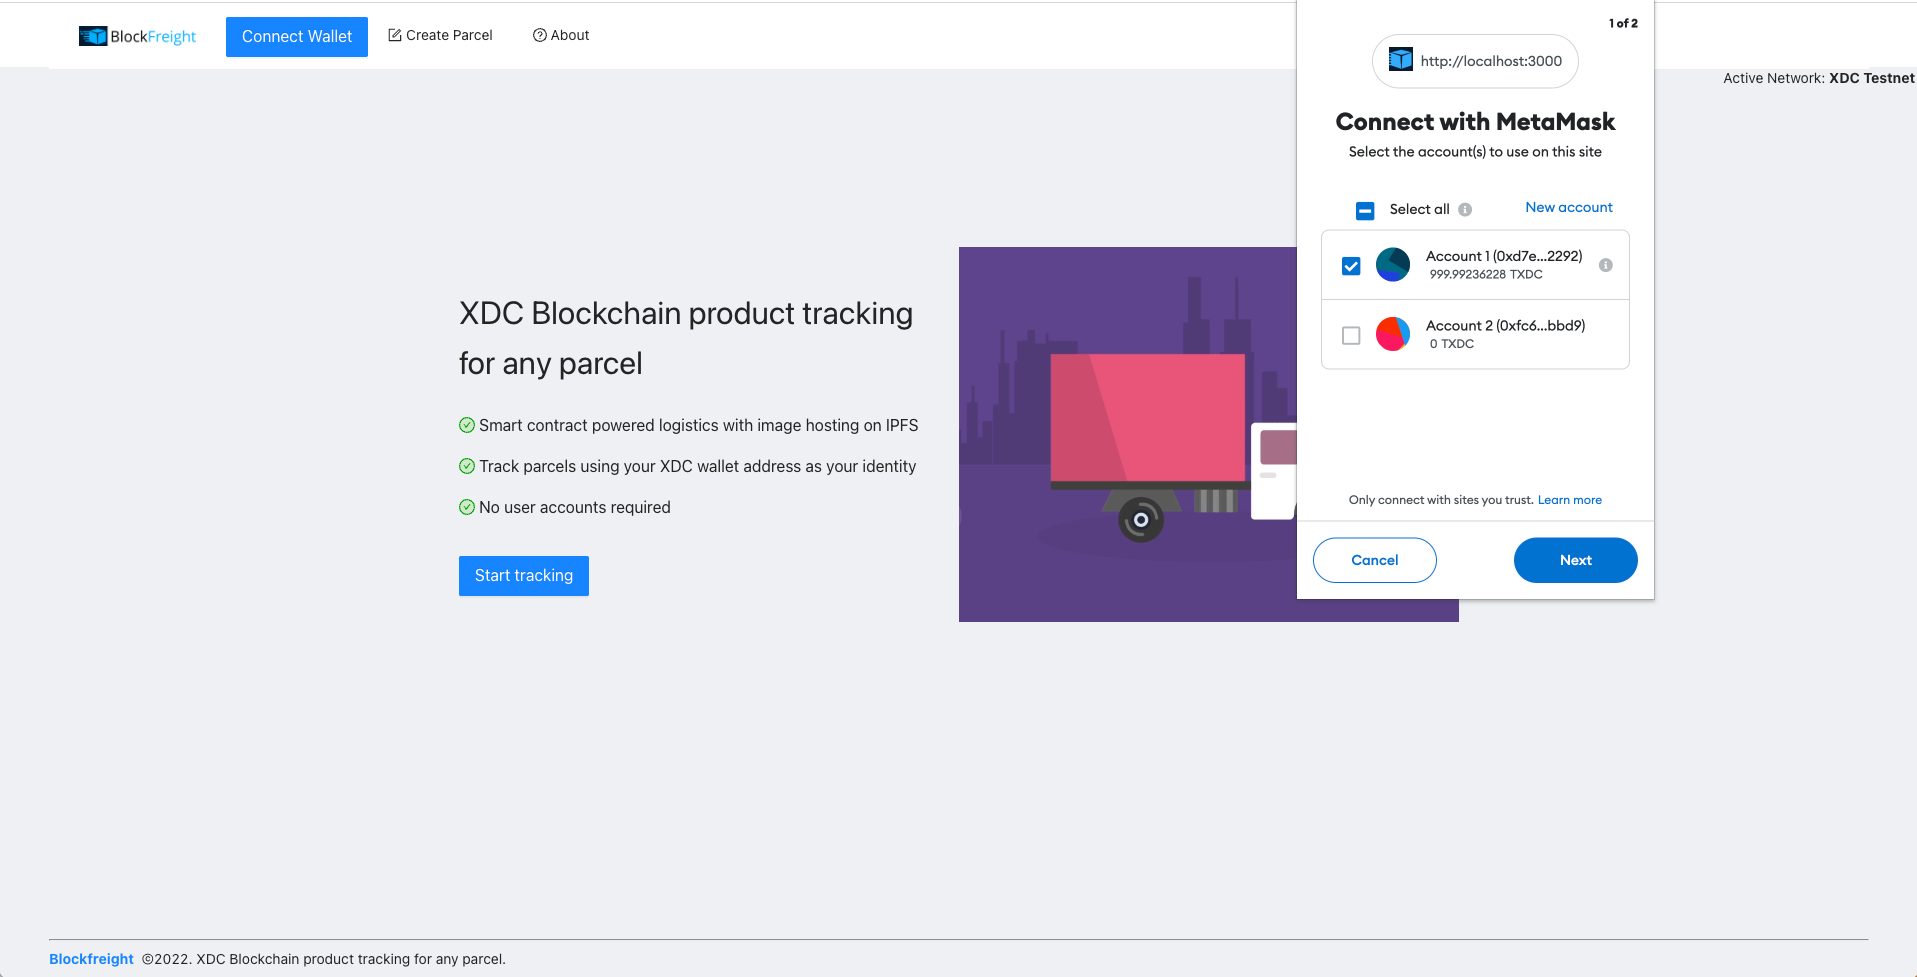 BlockFreight
Connect Wallet
Create Parcel
About
Active Network: XDC Testnet
XDC Blockchain product tracking
for any parcel
Smart contract powered logistics with image hosting on IPFS
Track parcels using your XDC wallet address as your identity
No user accounts required
Start tracking
1 of 2
http://localhost:3000
Connect with MetaMask
Select the account(s) to use on this site
Select all
New account
Account 1 (0xd7e...2292)
999.99236228 TXDC
Account 2 (0xfc6...bbd9)
0 TXDC
Only connect with sites you trust. Learn more
Cancel
Next
Blockfreight ©2022. XDC Blockchain product tracking for any parcel.